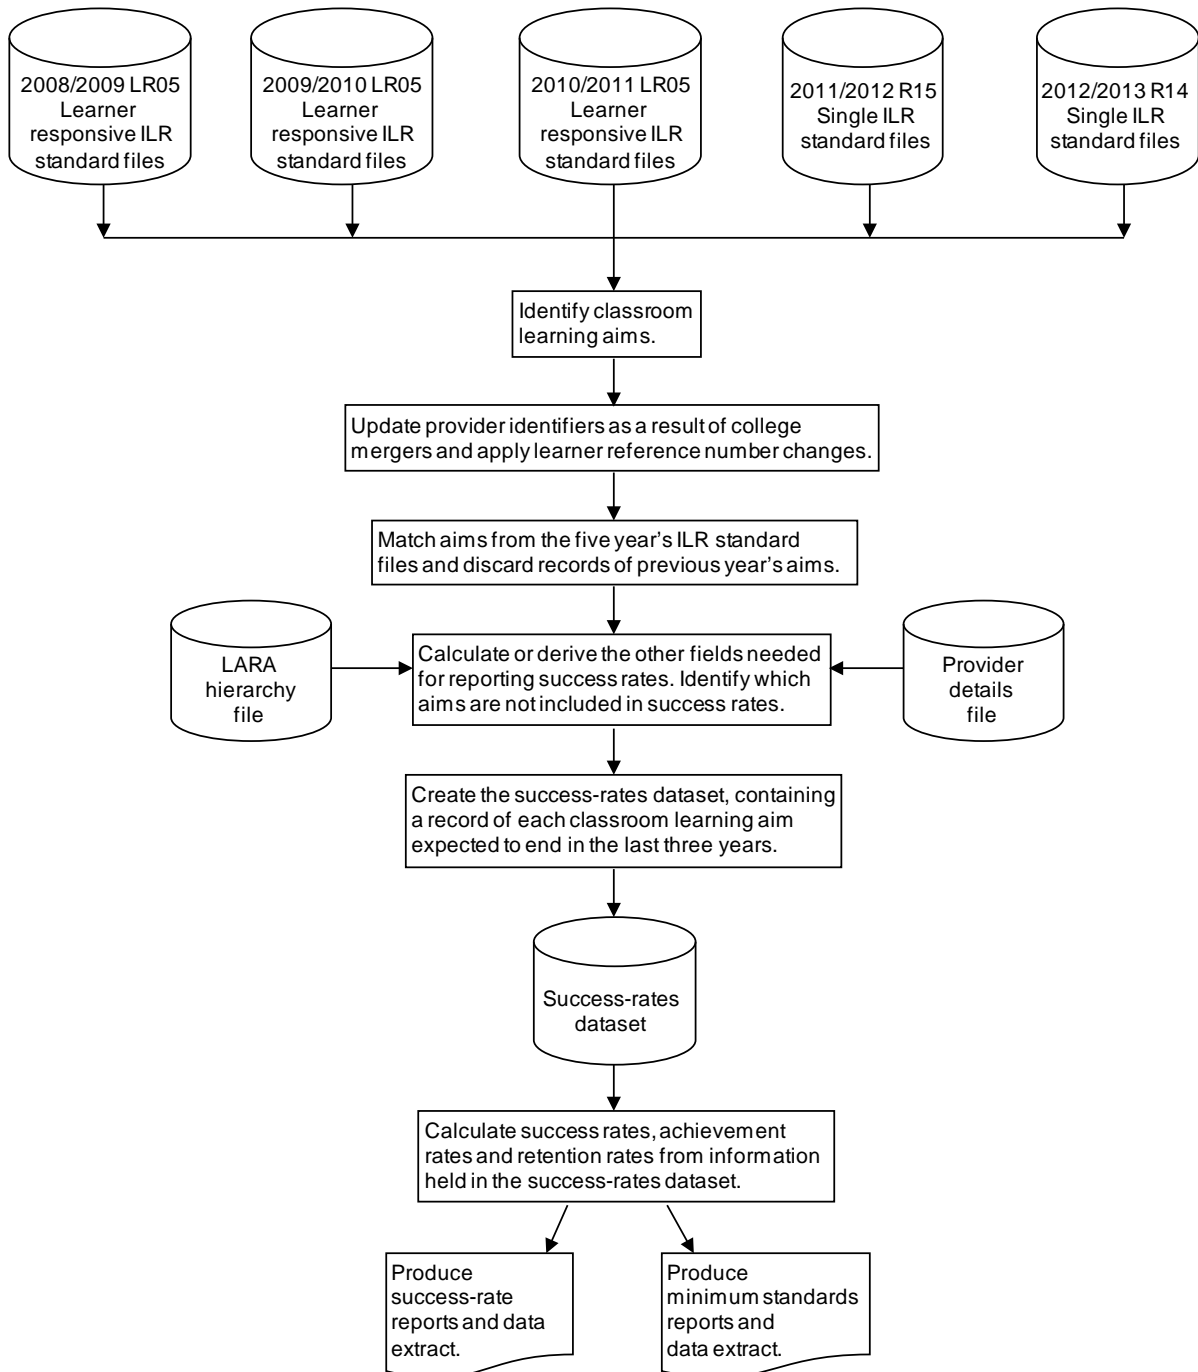 2008/2009 LR05
Learner
responsive ILR
standard files
2009/2010 LR05
Learner
responsive ILR
standard files
2010/2011 LR05
Learner
responsive ILR
standard files
2011/2012 R15
Single ILR
standard files
2012/2013 R14
Single ILR
standard files
Identify classroom
learning aims.
Update provider identifiers as a result of college
mergers and apply learner reference number changes.
Match aims from the five year's ILR standard
files and discard records of previous year's aims.
LARA
hierarchy
file
Calculate or derive the other fields needed
for reporting success rates. Identify which
aims are not included in success rates.
Provider
details
file
Create the success-rates dataset, containing
a record of each classroom learning aim
expected to end in the last three years.
Success-rates
dataset
Calculate success rates, achievement
rates and retention rates from information
held in the success-rates dataset.
Produce
success-rate
reports and data
extract.
Produce
minimum standards
reports and
data extract.